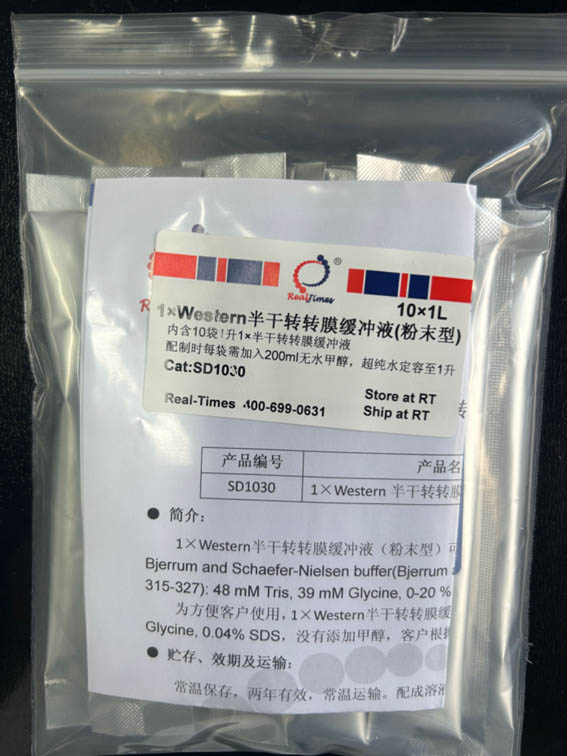 ®
RealTimes
10×1L
1×Western半干转转膜缓冲液(粉末型)
内含10袋1升1×半干转转膜缓冲液
配制时每袋需加入200ml无水甲醇，超纯水定容至1升
Cat:SD1030
Store at RT
Real-Times 400-699-0631
Ship at RT
产品编号
产品名
SD1030
1×Western 半干转转膜
● 简介：
1×Western半干转转膜缓冲液（粉末型）可
Bjerrum and Schaefer-Nielsen buffer(Bjerrum
315-327): 48 mM Tris, 39 mM Glycine, 0-20 %
为方便客户使用，1×Western半干转转膜缓
Glycine, 0.04% SDS，没有添加甲醇，客户根据
● 贮存、效期及运输：
常温保存，两年有效，常温运输。配成溶液